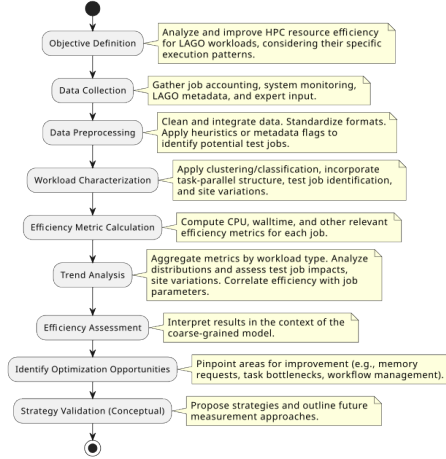 Objective Definition
Analyze and improve HPC resource efficiency
for LAGO workloads, considering their specific
execution patterns.
Data Collection
Gather job accounting, system monitoring,
LAGO metadata, and expert input.
Data Preprocessing
Clean and integrate data. Standardize formats.
Apply heuristics or metadata flags to
identify potential test jobs.
Workload Characterization
Apply clustering/classification, incorporate
task-parallel structure, test job identification,
and site variations.
Efficiency Metric Calculation
Compute CPU, walltime, and other relevant
efficiency metrics for each job.
Trend Analysis
Aggregate metrics by workload type. Analyze
distributions and assess test job impacts,
site variations. Correlate efficiency with job
parameters.
Efficiency Assessment
Interpret results in the context of the
coarse-grained model.
Identify Optimization Opportunities
Pinpoint areas for improvement (e.g., memory
requests, task bottlenecks, workflow management).
Strategy Validation (Conceptual)
Propose strategies and outline future
measurement approaches.